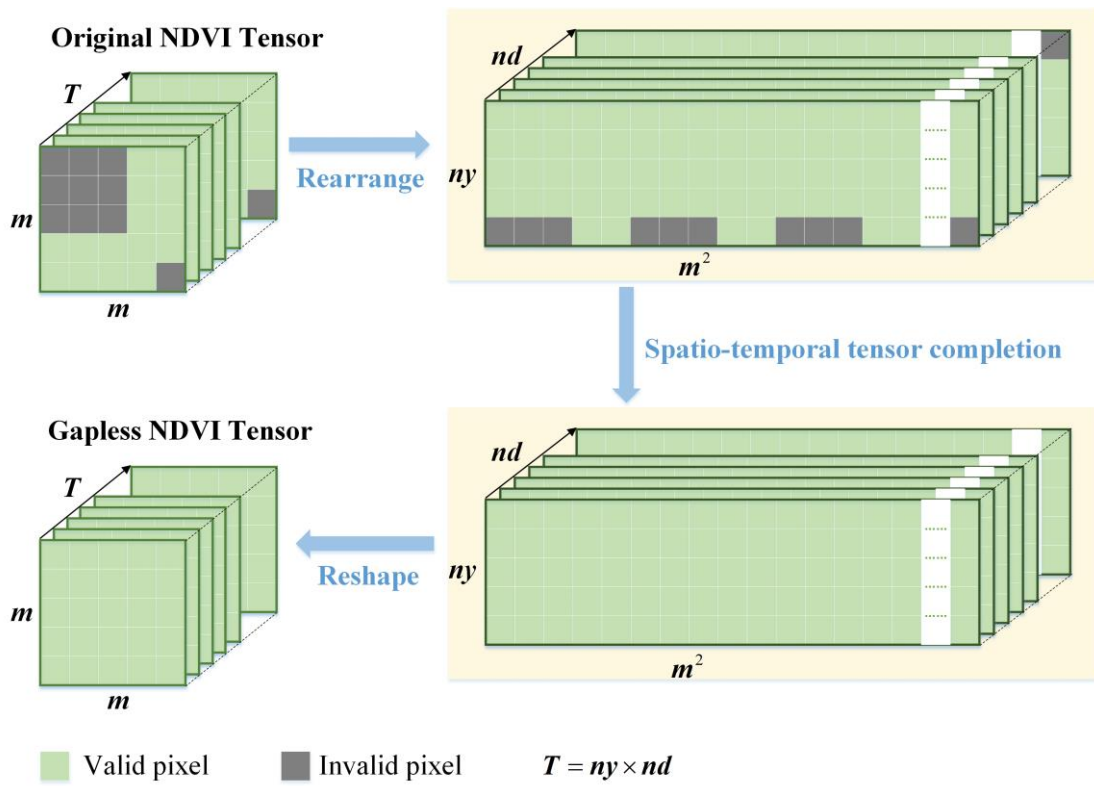 Original NDVI Tensor
T
m
m
Rearrange
nd
ny
......
......
......
......
m²
Spatio-temporal tensor completion
Gapless NDVI Tensor
T
m
m
Reshape
nd
ny
......
......
......
......
m²
Valid pixel
Invalid pixel
T = ny × nd